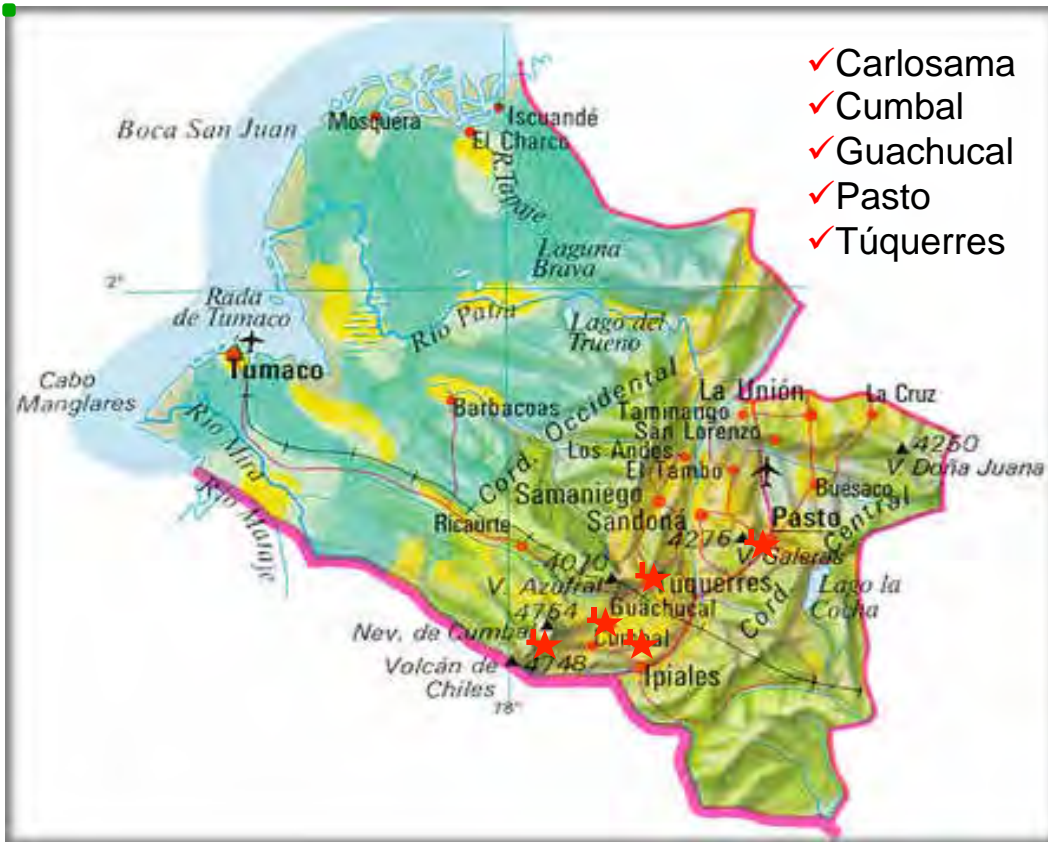 ✓Carlosama
✓Cumbal
✓Guachucal
✓Pasto
✓Túquerres
Mosquera
Iscuandé
Boca San Juan
El Charco
R. Tapaje
Laguna
Brava
2°
Rada
de Tumaco
Río Patía
Lago del
Trueno
Tumaco
Cabo
Manglares
Río Mira
Río Mataje
Barbacoas
Cord. Occidental
La Unión
La Cruz
Taminango
San Lorenzo
Los Andes
El Tambo
4250
V. Doña Juana
Samaniego
Buesaco
Ricaurte
Sandoná
Pasto
4276
V. Saleras
Cord. Central
4070
V. Azufral
Túquerres
Lago la
Cocha
4764
Guachucal
Nev. de Cumbal
Cumbal
Volcán de
Chiles
4748
Ipiales
78°